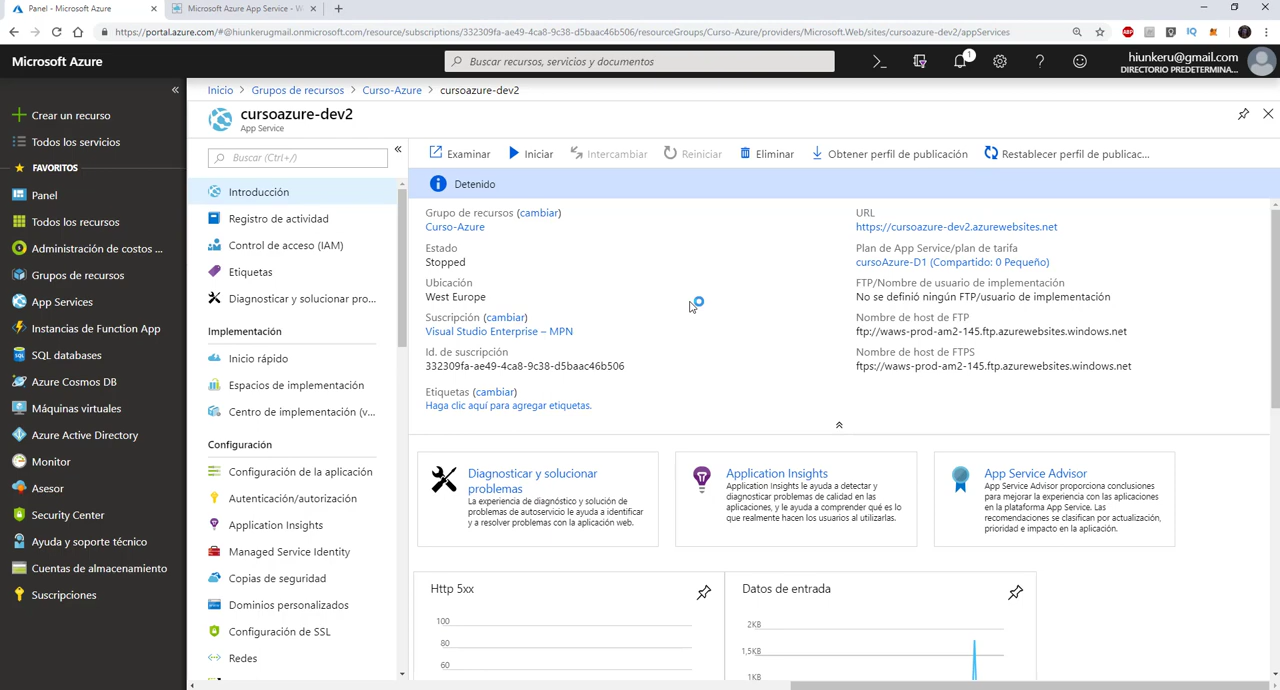 Panel - Microsoft Azure
Microsoft Azure App Service - W
https://portal.azure.com/#@hiunkerugmail.onmicrosoft.com/resource/subscriptions/332309fa-ae49-4ca8-9c38-d5baac46b506/resourceGroups/Curso-Azure/providers/Microsoft.Web/sites/cursoazure-dev2/appServices
ABP
IQ
Microsoft Azure
Buscar recursos, servicios y documentos
1
hiunkeru@gmail.com
DIRECTORIO PREDETERMINA...
Crear un recurso
Todos los servicios
FAVORITOS
Panel
Todos los recursos
Administración de costos ...
Grupos de recursos
App Services
Instancias de Function App
SQL databases
Azure Cosmos DB
Máquinas virtuales
Azure Active Directory
Monitor
Asesor
Security Center
Ayuda y soporte técnico
Cuentas de almacenamiento
Suscripciones
Inicio > Grupos de recursos > Curso-Azure > cursoazure-dev2
cursoazure-dev2
App Service
Buscar (Ctrl+/)
Introducción
Registro de actividad
Control de acceso (IAM)
Etiquetas
Diagnosticar y solucionar pro...
Implementación
Inicio rápido
Espacios de implementación
Centro de implementación (v...
Configuración
Configuración de la aplicación
Autenticación/autorización
Application Insights
Managed Service Identity
Copias de seguridad
Dominios personalizados
Configuración de SSL
Redes
Examinar
Iniciar
Intercambiar
Reiniciar
Eliminar
Obtener perfil de publicación
Restablecer perfil de publicac...
Detenido
Grupo de recursos (cambiar)
Curso-Azure
Estado
Stopped
Ubicación
West Europe
Suscripción (cambiar)
Visual Studio Enterprise – MPN
Id. de suscripción
332309fa-ae49-4ca8-9c38-d5baac46b506
Etiquetas (cambiar)
Haga clic aquí para agregar etiquetas.
URL
https://cursoazure-dev2.azurewebsites.net
Plan de App Service/plan de tarifa
cursoAzure-D1 (Compartido: 0 Pequeño)
FTP/Nombre de usuario de implementación
No se definió ningún FTP/usuario de implementación
Nombre de host de FTP
ftp://waws-prod-am2-145.ftp.azurewebsites.windows.net
Nombre de host de FTPS
ftps://waws-prod-am2-145.ftp.azurewebsites.windows.net
Diagnosticar y solucionar
problemas
La experiencia de diagnóstico y solución de
problemas de autoservicio le ayuda a identificar
y a resolver problemas con la aplicación web.
Application Insights
Application Insights le ayuda a detectar y
diagnosticar problemas de calidad en las
aplicaciones, y le ayuda a comprender qué es lo
que realmente hacen los usuarios al utilizarlas.
App Service Advisor
App Service Advisor proporciona conclusiones
para mejorar la experiencia con las aplicaciones
en la plataforma App Service. Las
recomendaciones se clasifican por actualización,
prioridad e impacto en la aplicación.
Http 5xx
100
80
60
Datos de entrada
2KB
1,5KB
1KB